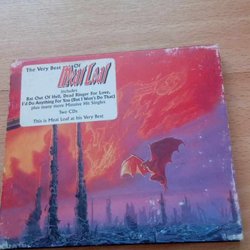 The Very Best Of
Meat Loaf
Includes
Bat Out Of Hell, Dead Ringer For Love,
I'd Do Anything For You (But I Won't Do That)
plus many more Massive Hit Singles
Two CDs
This is Meat Loaf at his Very Best